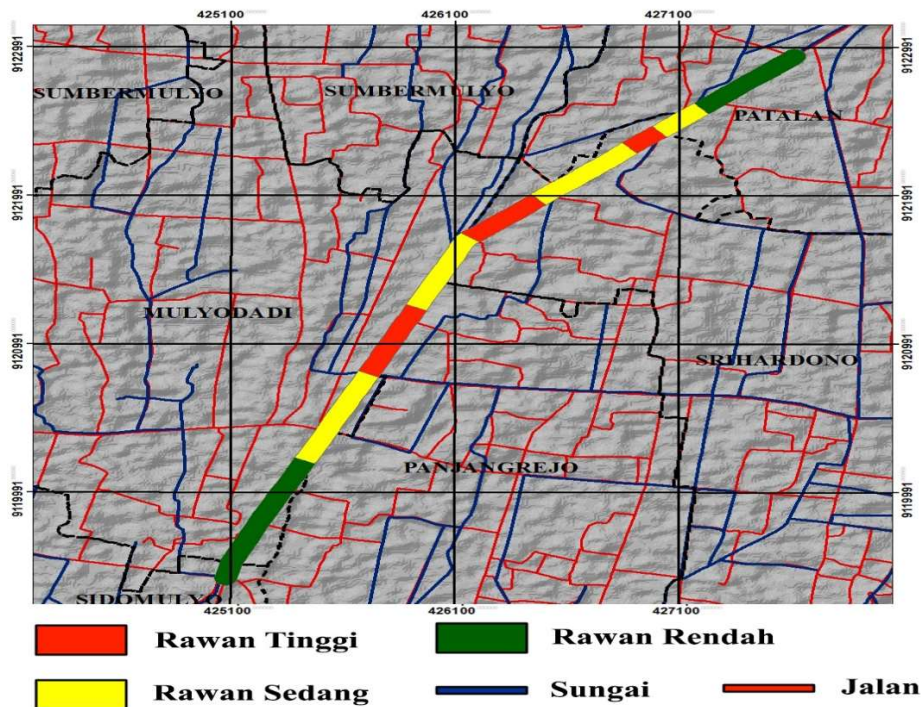 425100 426100 427100
9122991 9122991
SUMBERMULYO SUMBERMULYO
PATALAN
9121991 9121991
MULYODADI
9120991 9120991
SRIHARDONO
PANJANGREJO
9119991 9119991
SIDOMULYO
425100 426100 427100
Rawan Tinggi Rawan Rendah
Rawan Sedang Sungai Jalan